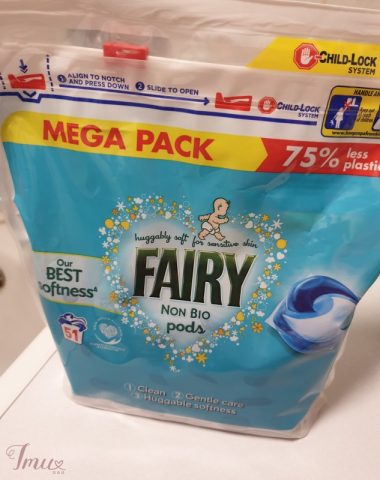 CHILD-LOCK
SYSTEM
1 ALIGN TO NOTCH
AND PRESS DOWN
2 SLIDE TO OPEN
CHILD-LOCK
SYSTEM
MEGA PACK
75% less
plastic
huggably soft for sensitive skin
FAIRY
NON BIO
pods
Our
BEST
softness
51
1 Clean 2 Gentle care
3 Huggable softness
Imu